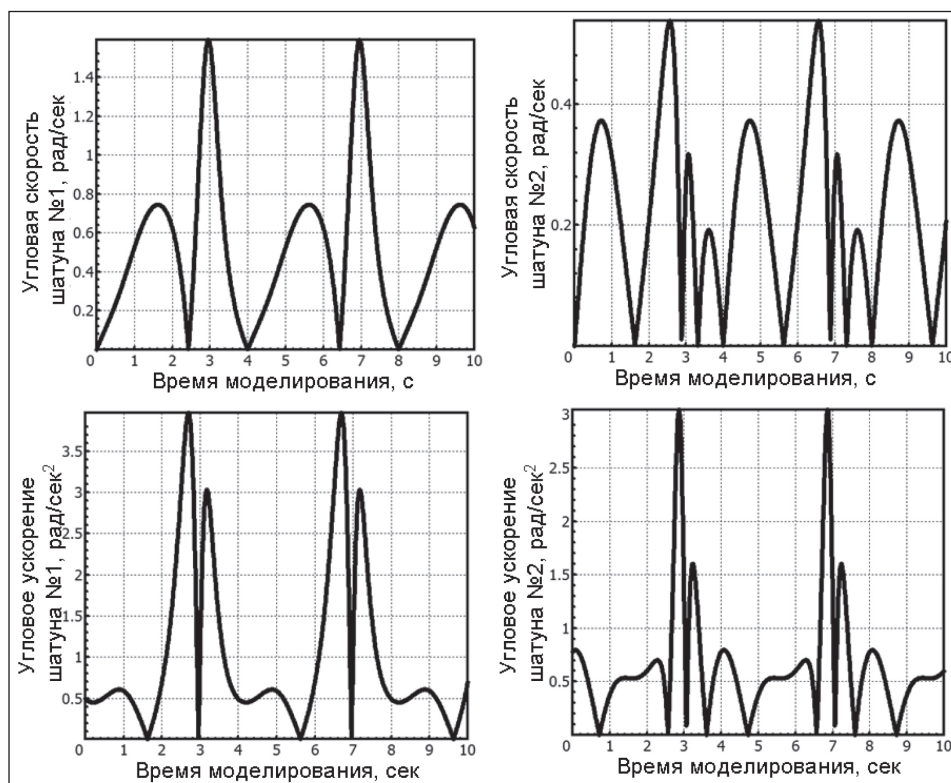 Угловая скорость
шатуна №1, рад/сек
1.4
1.2
1
0.8
0.6
0.4
0.2
0 1 2 3 4 5 6 7 8 9 10
Время моделирования, с
Угловая скорость
шатуна №2, рад/сек
0.4
0.2
0 1 2 3 4 5 6 7 8 9 10
Время моделирования, с
Угловое ускорение
шатуна №1, рад/сек²
3.5
3
2.5
2
1.5
1
0.5
0 1 2 3 4 5 6 7 8 9 10
Время моделирования, сек
Угловое ускорение
шатуна №2, рад/сек²
3
2.5
2
1.5
1
0.5
0 1 2 3 4 5 6 7 8 9 10
Время моделирования, сек